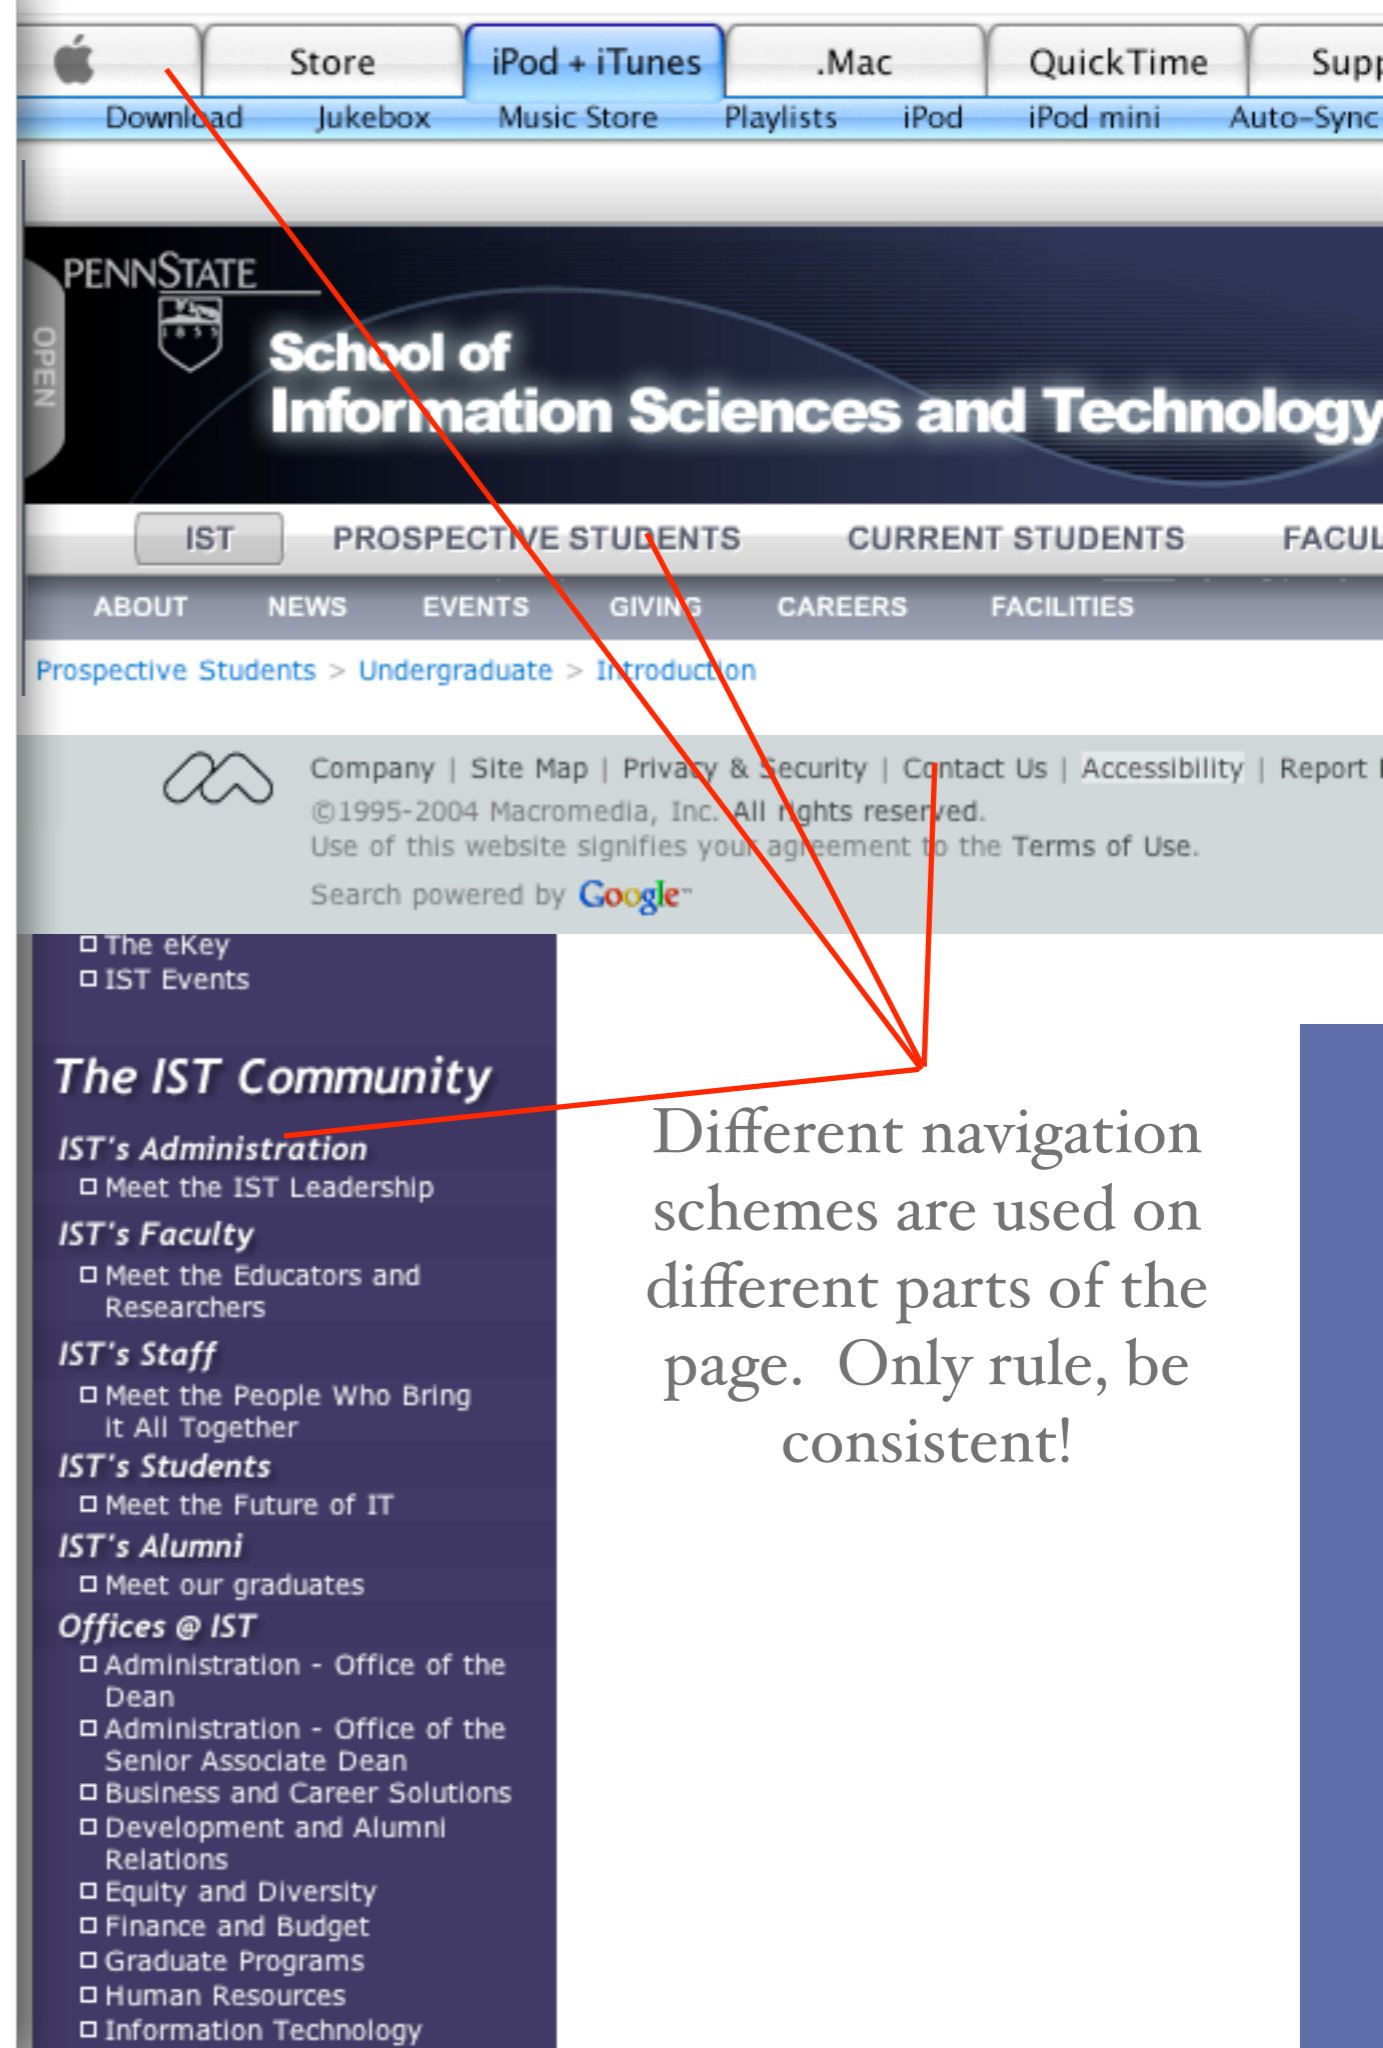 Store iPod + iTunes .Mac QuickTime Supp
Download Jukebox Music Store Playlists iPod iPod mini Auto-Sync
PENNSTATE
1855
OPEN
School of
Information Sciences and Technology
IST PROSPECTIVE STUDENTS CURRENT STUDENTS FACUL
ABOUT NEWS EVENTS GIVING CAREERS FACILITIES
Prospective Students > Undergraduate > Introduction
Company | Site Map | Privacy & Security | Contact Us | Accessibility | Report
©1995-2004 Macromedia, Inc. All rights reserved.
Use of this website signifies your agreement to the Terms of Use.
Search powered by Google™
The eKey
IST Events
The IST Community
IST's Administration
Meet the IST Leadership
IST's Faculty
Meet the Educators and
Researchers
IST's Staff
Meet the People Who Bring
it All Together
IST's Students
Meet the Future of IT
IST's Alumni
Meet our graduates
Offices @ IST
Administration - Office of the
Dean
Administration - Office of the
Senior Associate Dean
Business and Career Solutions
Development and Alumni
Relations
Equity and Diversity
Finance and Budget
Graduate Programs
Human Resources
Information Technology
Different navigation
schemes are used on
different parts of the
page. Only rule, be
consistent!